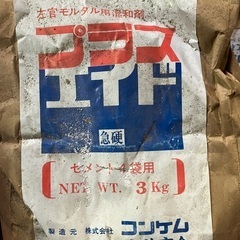 左官モルタル用混和剤
プラス
エイド
急硬
セメント4袋用
NET WT. 3Kg
製造元 株式会社 コンケム